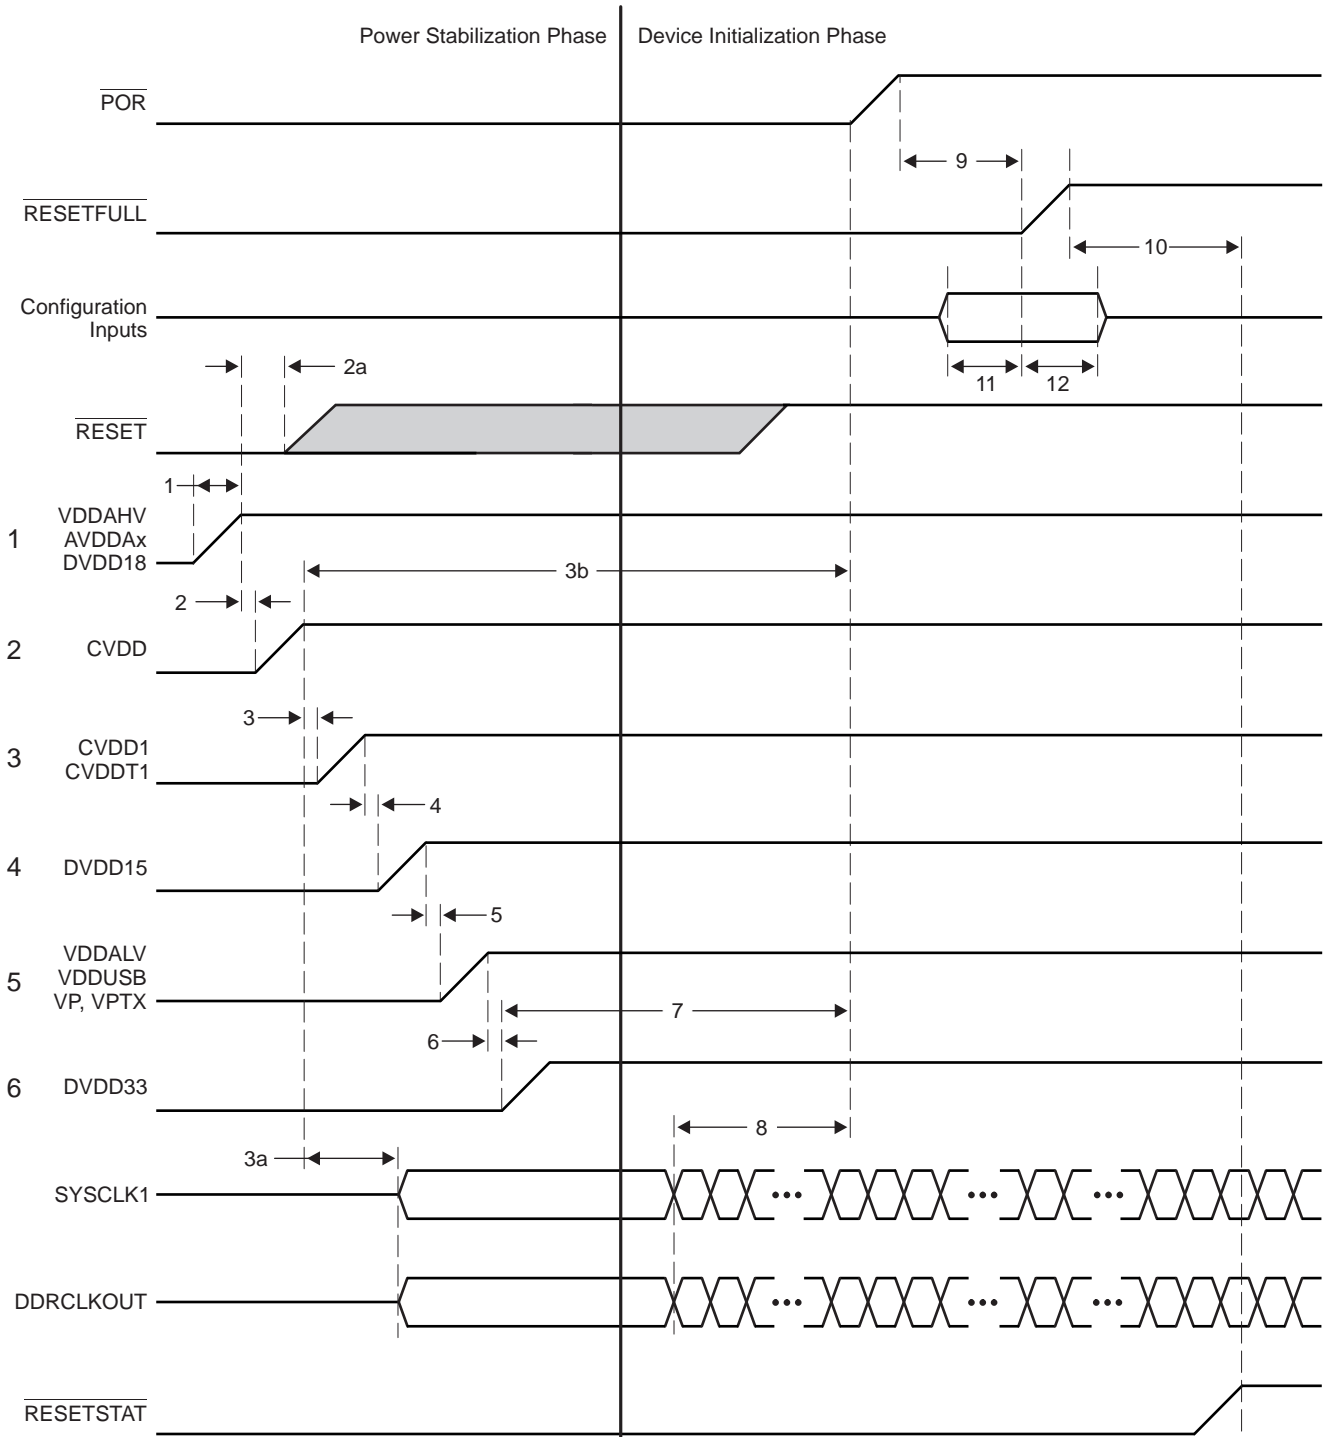 Power Stabilization Phase
Device Initialization Phase
POR
9
RESETFULL
10
Configuration
Inputs
11
12
2a
RESET
1
1
VDDAHV
AVDDAx
DVDD18
3b
2
2
CVDD
3
3
CVDD1
CVDDT1
4
4
DVDD15
5
5
VDDALV
VDDUSB
VP, VPTX
7
6
6
DVDD33
8
3a
SYSCLK1
DDRCLKOUT
RESETSTAT